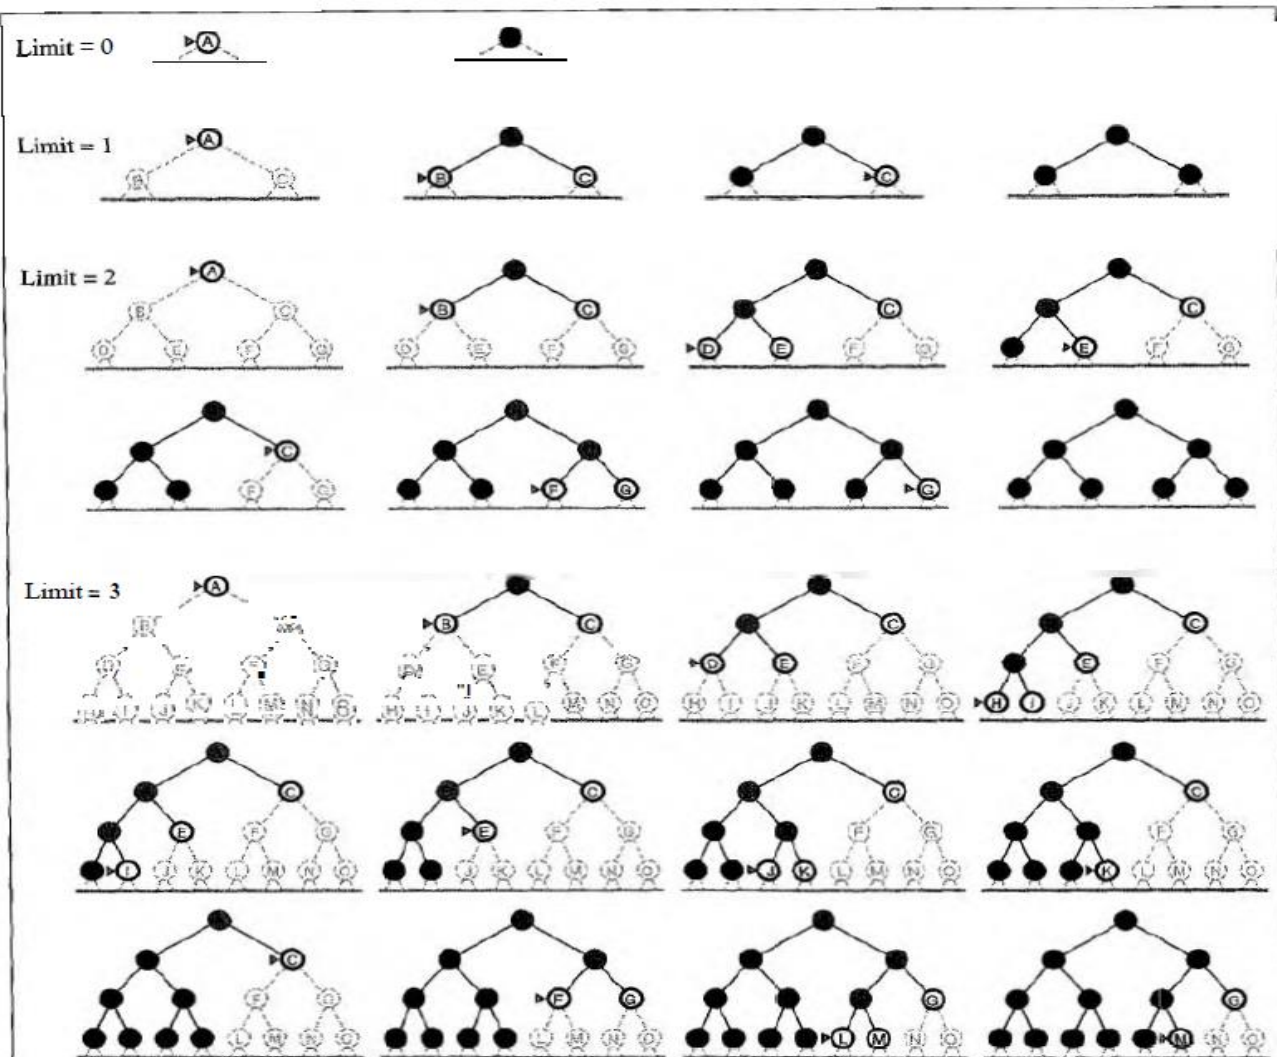 Limit = 0 A
Limit = 1 A
B C B C C
Limit = 2 A
B C B C C C
D E F G D E F G D E F G E F G
C
F G F G G
Limit = 3 A
B B C C C
D E F G E F G D E F G E F G
H I J K L M N O H I J K L M N O H I J K L M N O H I J K L M N O
C C C C
E F G E F G F G F G
I J K L M N O J K L M N O J K L M N O K L M N O
C
F G F G G G
L M N O L M N O L M N O M N O